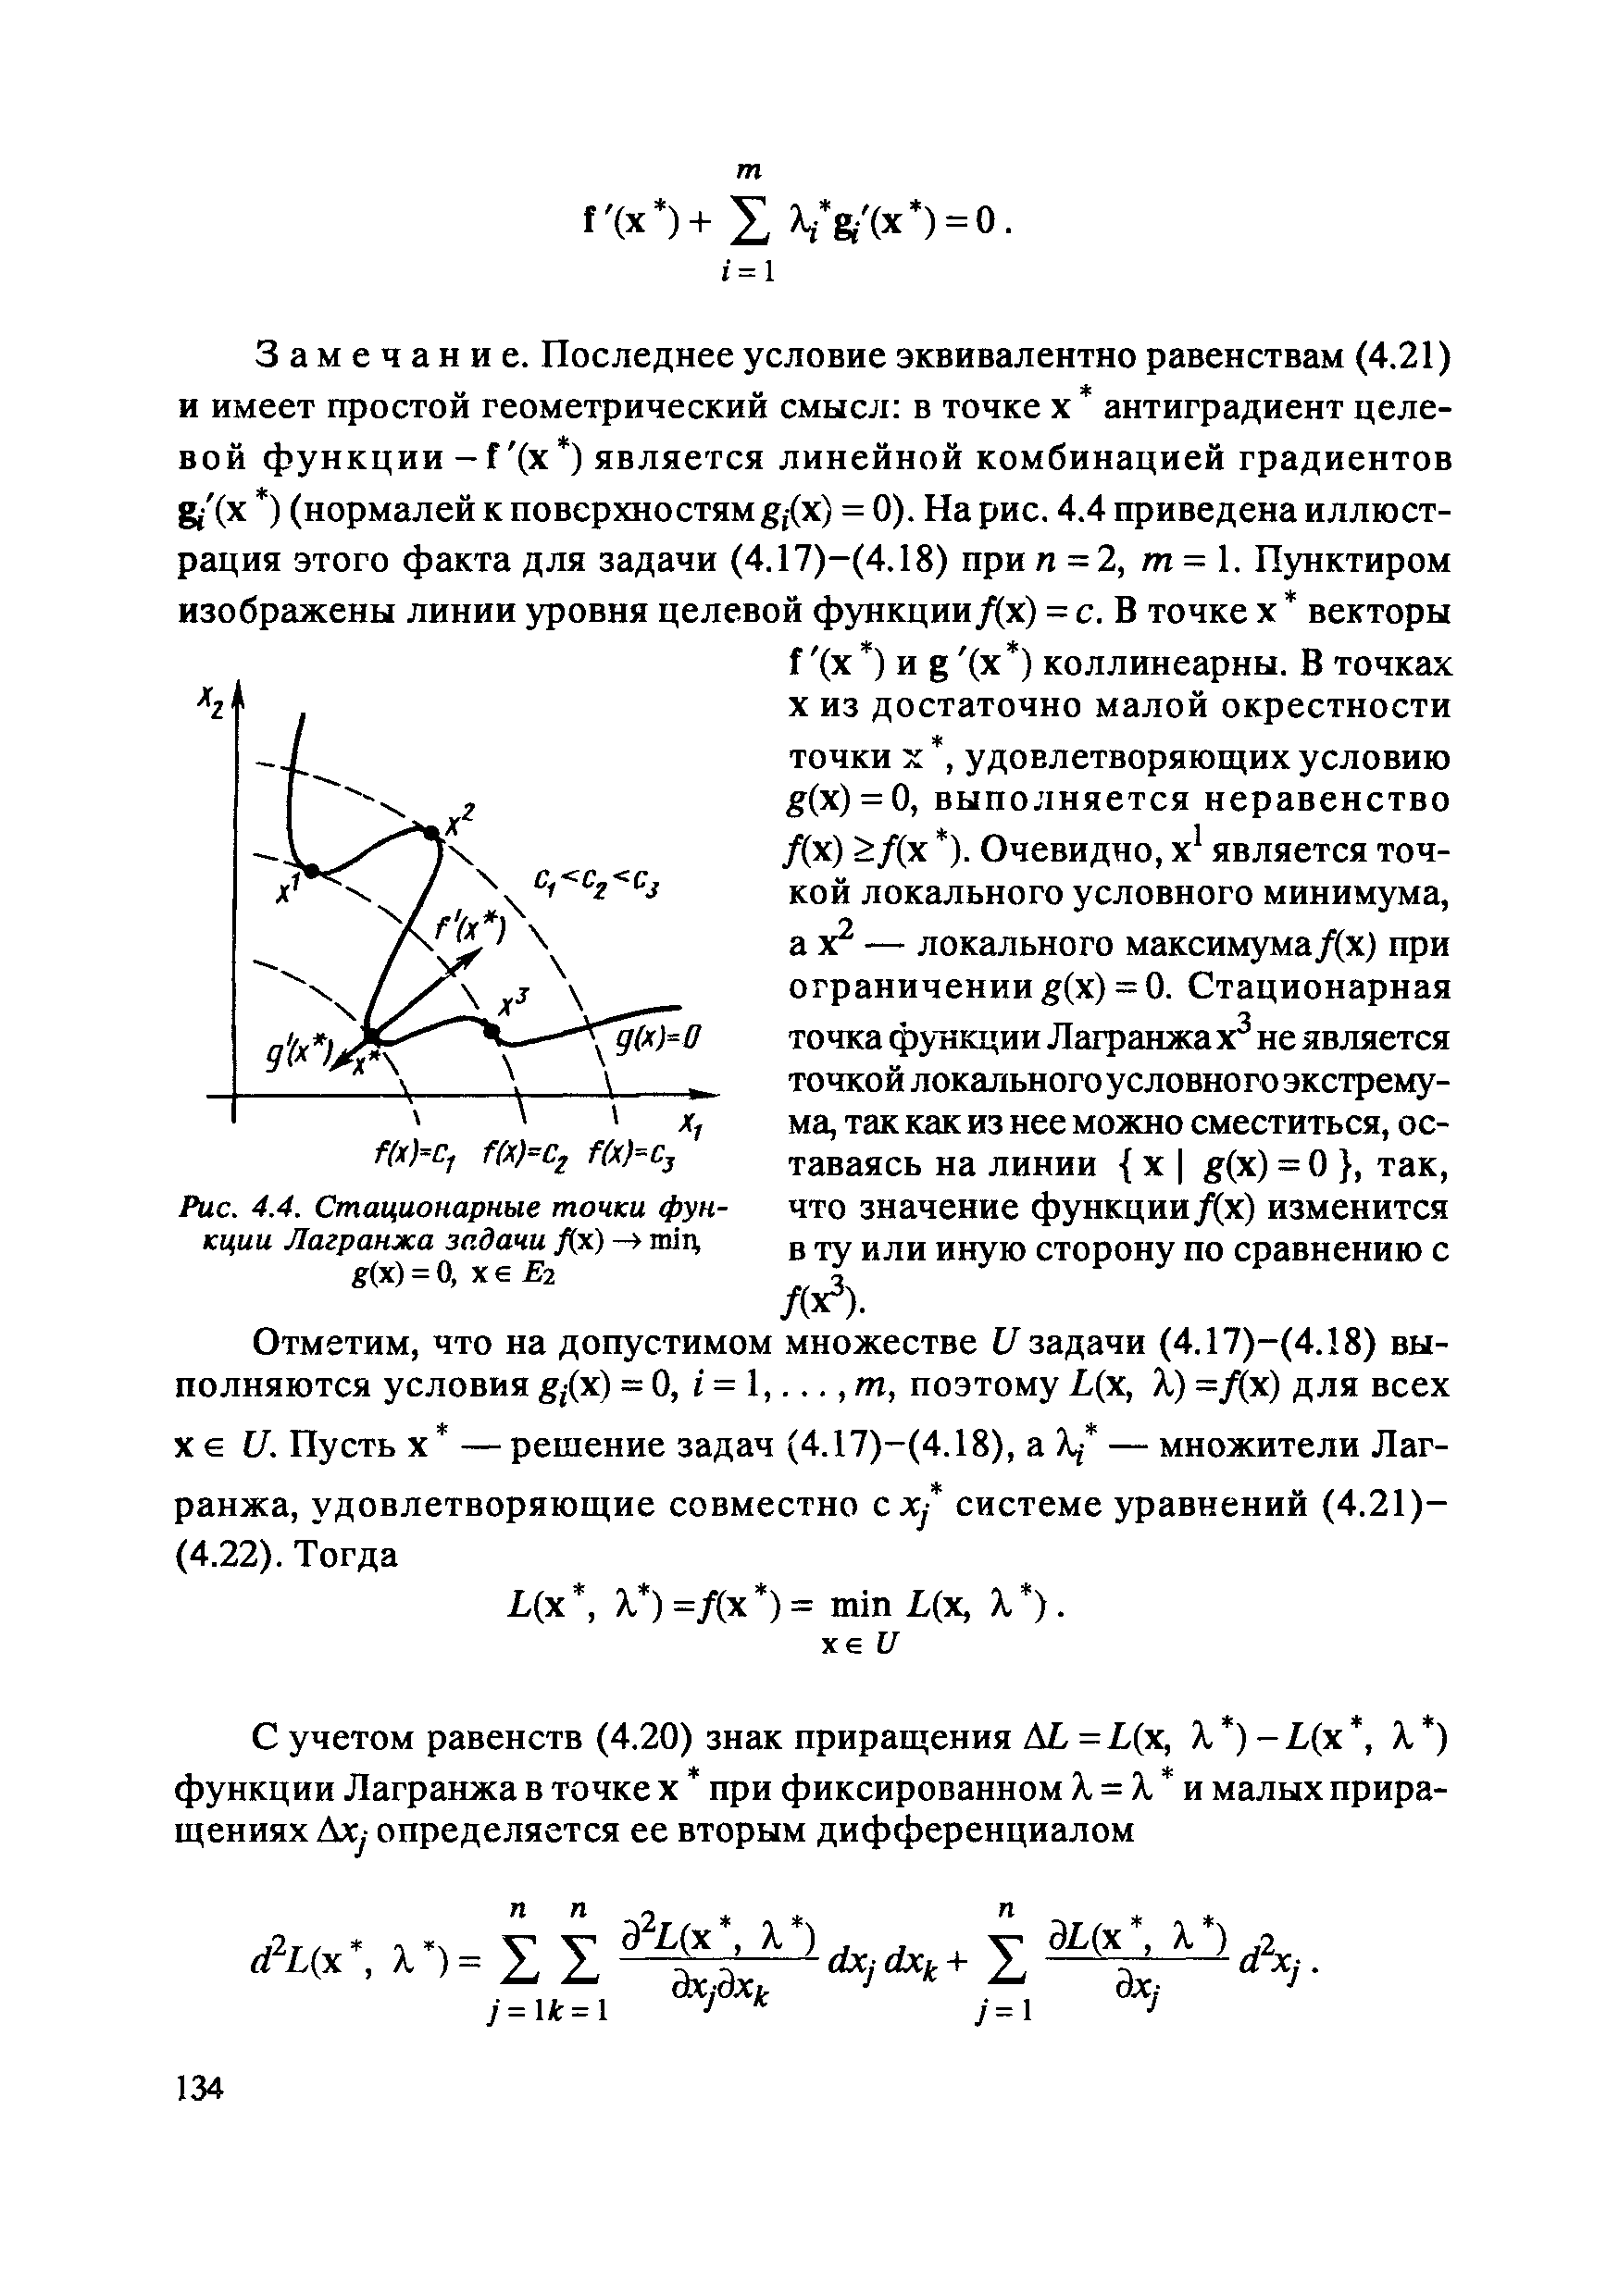 m
f ′(x*) + ∑ λi* gi′(x*) = 0 .
i = 1
З а м е ч а н и е. Последнее условие эквивалентно равенствам (4.21)
и имеет простой геометрический смысл: в точке x* антиградиент целе-
вой функции – f ′(x*) является линейной комбинацией градиентов
gi′(x*) (нормалей к поверхностям gi(x) = 0). На рис. 4.4 приведена иллюст-
рация этого факта для задачи (4.17)–(4.18) при n = 2, m = 1. Пунктиром
изображены линии уровня целевой функции f(x) = c. В точке x* векторы
f ′(x*) и g ′(x*) коллинеарны. В точках
x из достаточно малой окрестности
точки x*, удовлетворяющих условию
g(x) = 0, выполняется неравенство
f(x) ≥ f(x*). Очевидно, x¹ является точ-
кой локального условного минимума,
а x² — локального максимума f(x) при
ограничении g(x) = 0. Стационарная
точка функции Лагранжа x³ не является
точкой локального условного экстрему-
ма, так как из нее можно сместиться, ос-
таваясь на линии { x | g(x) = 0 }, так,
что значение функции f(x) изменится
в ту или иную сторону по сравнению с
f(x³).
x₂
x²
c₁<c₂<c₃
x¹
f′(x*)
x³
g(x)=0
g′(x*)
x*
x₁
f(x)=c₁ f(x)=c₂ f(x)=c₃
Рис. 4.4. Стационарные точки фун-
кции Лагранжа задачи f(x) → min,
g(x) = 0, x ∈ E₂
Отметим, что на допустимом множестве U задачи (4.17)–(4.18) вы-
полняются условия gi(x) = 0, i = 1, . . . , m, поэтому L(x, λ) = f(x) для всех
x ∈ U. Пусть x* — решение задач (4.17)–(4.18), а λi* — множители Лаг-
ранжа, удовлетворяющие совместно с xj* системе уравнений (4.21)–
(4.22). Тогда
L(x*, λ*) = f(x*) = min L(x, λ*) .
x ∈ U
С учетом равенств (4.20) знак приращения ΔL = L(x, λ*) – L(x*, λ*)
функции Лагранжа в точке x* при фиксированном λ = λ* и малых прира-
щениях Δxj определяется ее вторым дифференциалом
n n n
d²L(x*, λ*) = ∑ ∑ ∂²L(x*, λ*)/∂xj∂xk dxj dxk + ∑ ∂L(x*, λ*)/∂xj d²xj .
j = 1 k = 1 j = 1
134